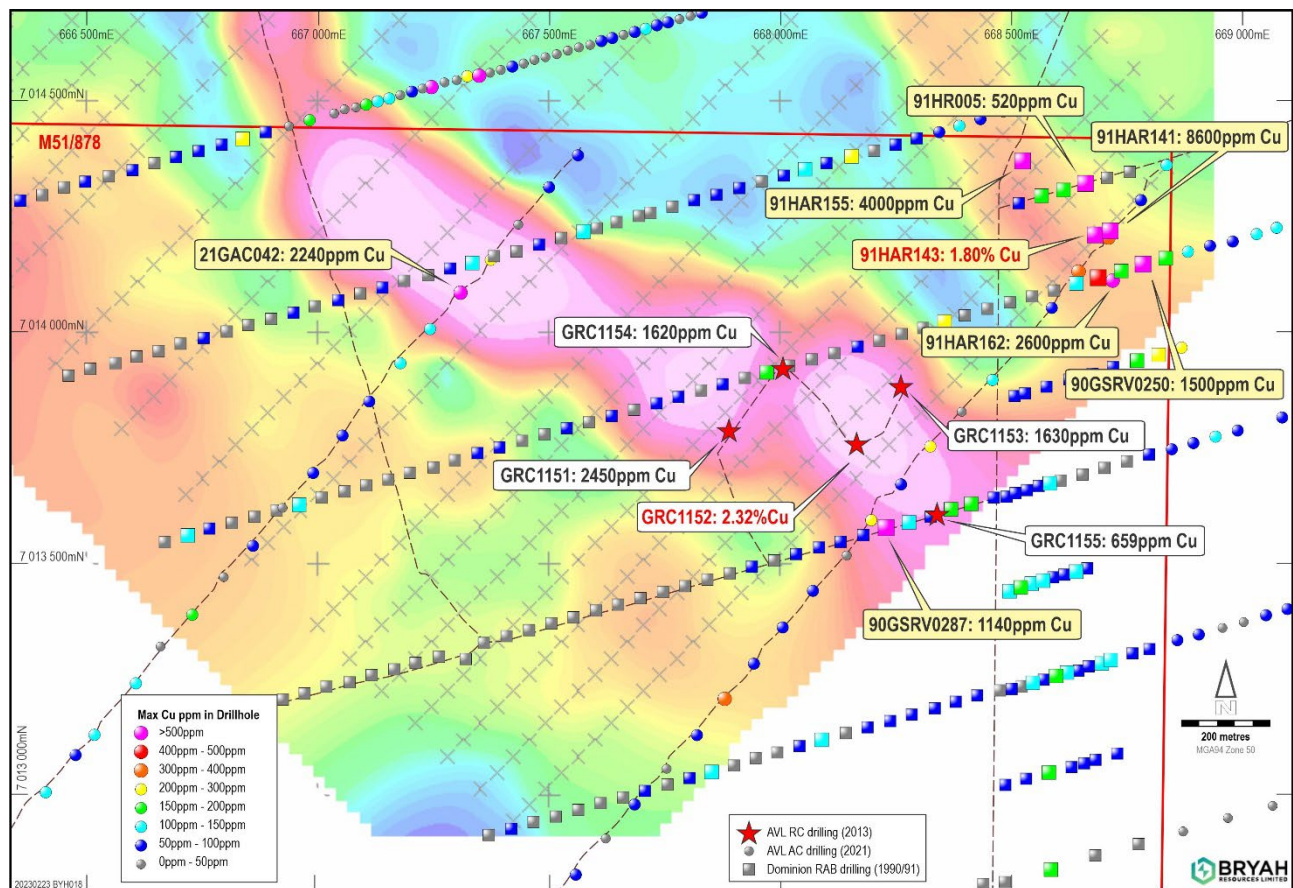 666 500mE
667 000mE
667 500mE
668 000mE
668 500mE
669 000mE
7 014 500mN
M51/878
91HR005: 520ppm Cu
91HAR141: 8600ppm Cu
91HAR155: 4000ppm Cu
21GAC042: 2240ppm Cu
91HAR143: 1.80% Cu
7 014 000mN
GRC1154: 1620ppm Cu
91HAR162: 2600ppm Cu
90GSRV0250: 1500ppm Cu
GRC1153: 1630ppm Cu
GRC1151: 2450ppm Cu
GRC1152: 2.32%Cu
7 013 500mN
GRC1155: 659ppm Cu
90GSRV0287: 1140ppm Cu
7 013 000mN
Max Cu ppm in Drillhole
>500ppm
400ppm - 500ppm
300ppm - 400ppm
200ppm - 300ppm
150ppm - 200ppm
100ppm - 150ppm
50ppm - 100ppm
0ppm - 50ppm
AVL RC drilling (2013)
AVL AC drilling (2021)
Dominion RAB drilling (1990/91)
N
200 metres
MGA94 Zone 50
BRYAH
RESOURCES LIMITED
20230223 BYH018